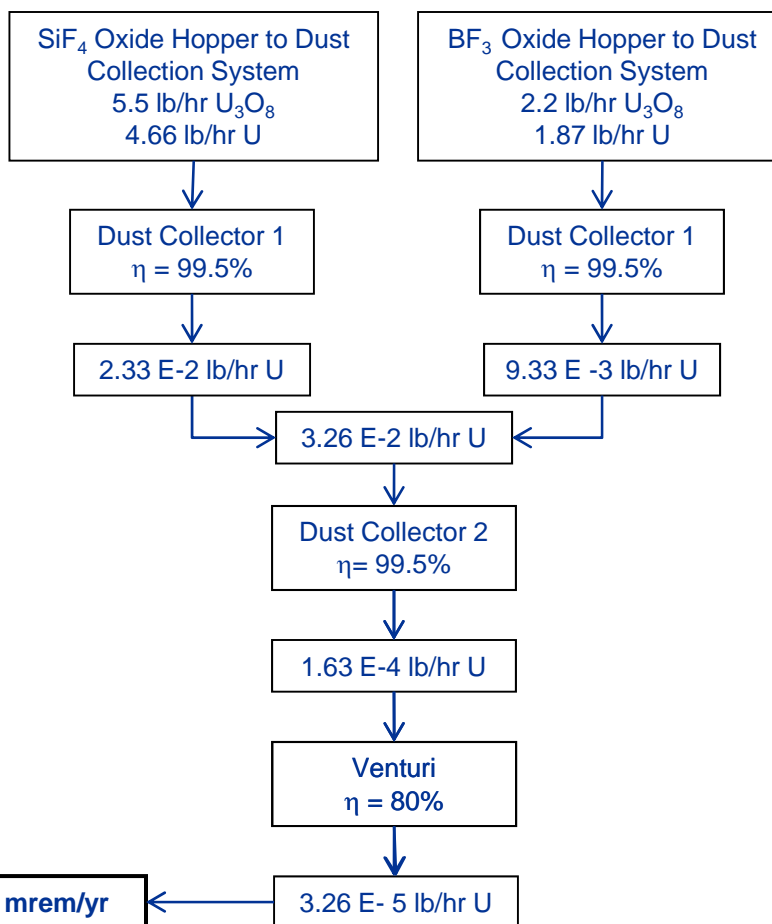 SiF₄ Oxide Hopper to Dust
Collection System
5.5 lb/hr U₃O₈
4.66 lb/hr U
BF₃ Oxide Hopper to Dust
Collection System
2.2 lb/hr U₃O₈
1.87 lb/hr U
Dust Collector 1
η = 99.5%
Dust Collector 1
η = 99.5%
2.33 E-2 lb/hr U
9.33 E -3 lb/hr U
3.26 E-2 lb/hr U
Dust Collector 2
η= 99.5%
1.63 E-4 lb/hr U
Venturi
η = 80%
mrem/yr
3.26 E- 5 lb/hr U